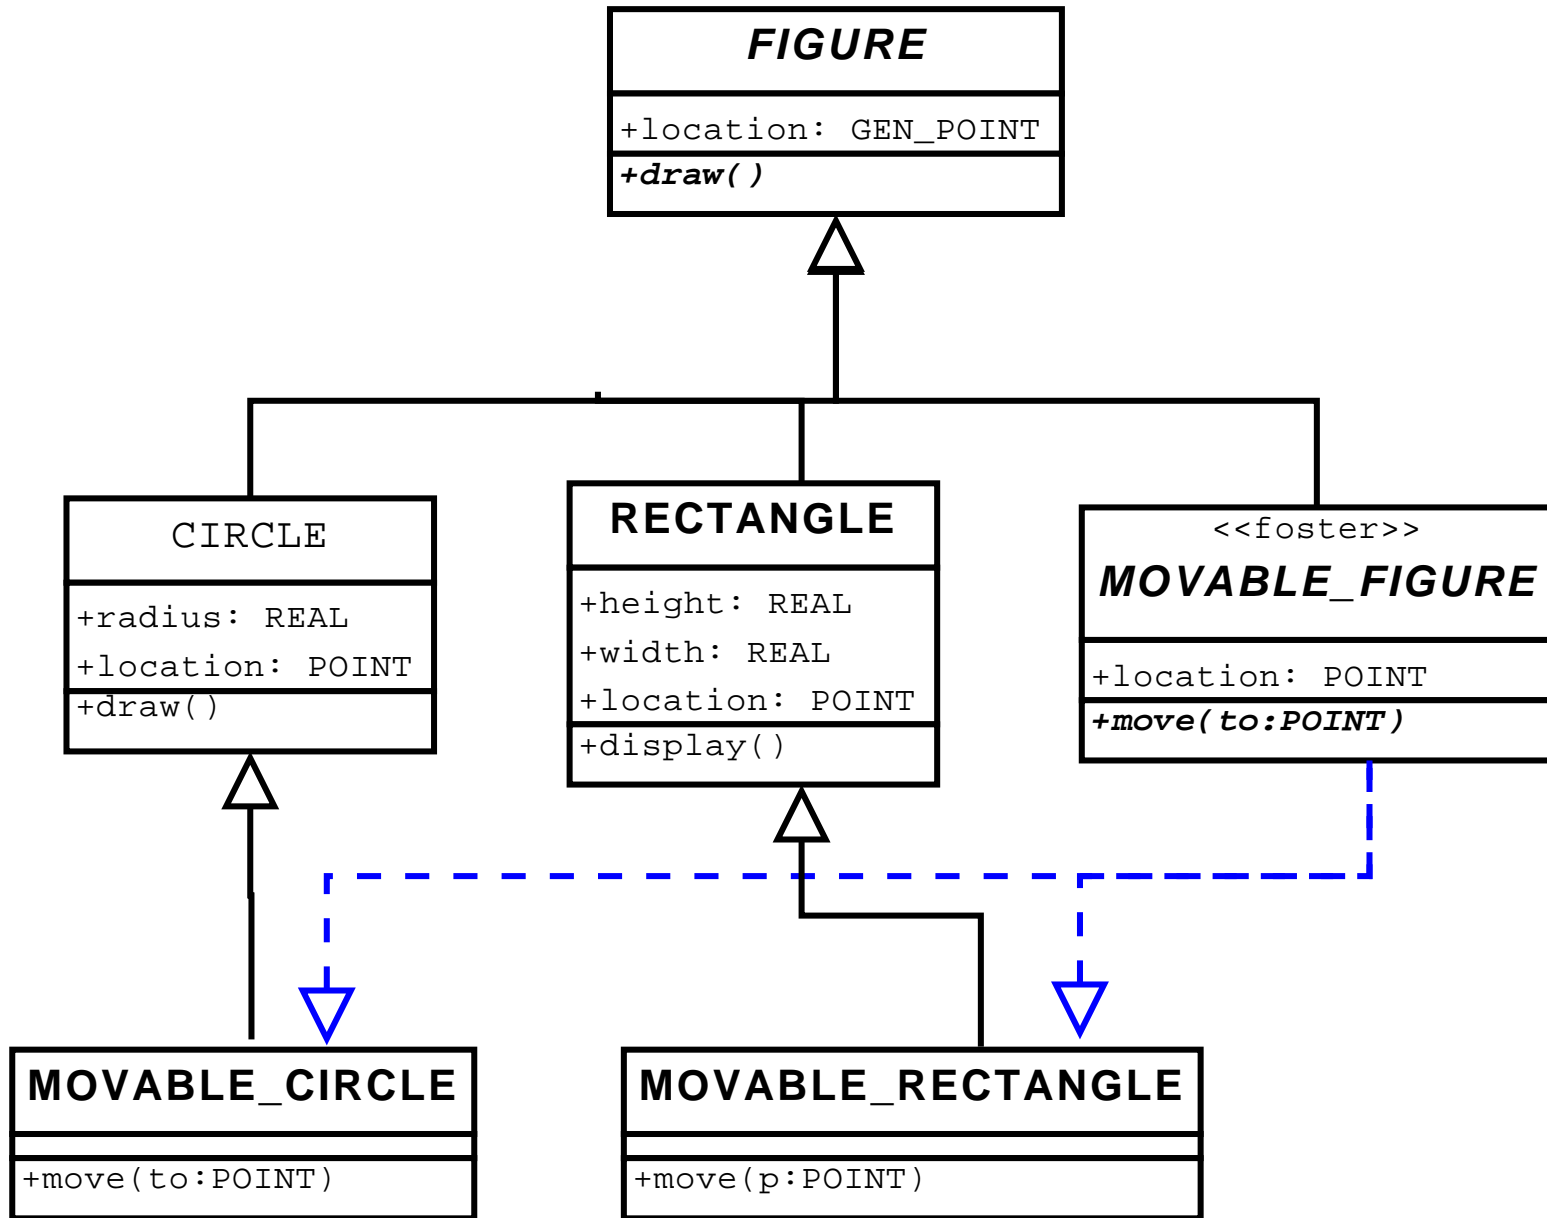 FIGURE
+location: GEN_POINT
+draw()
CIRCLE
+radius: REAL
+location: POINT
+draw()
RECTANGLE
+height: REAL
+width: REAL
+location: POINT
+display()
<<foster>>
MOVABLE_FIGURE
+location: POINT
+move(to:POINT)
MOVABLE_CIRCLE
+move(to:POINT)
MOVABLE_RECTANGLE
+move(p:POINT)